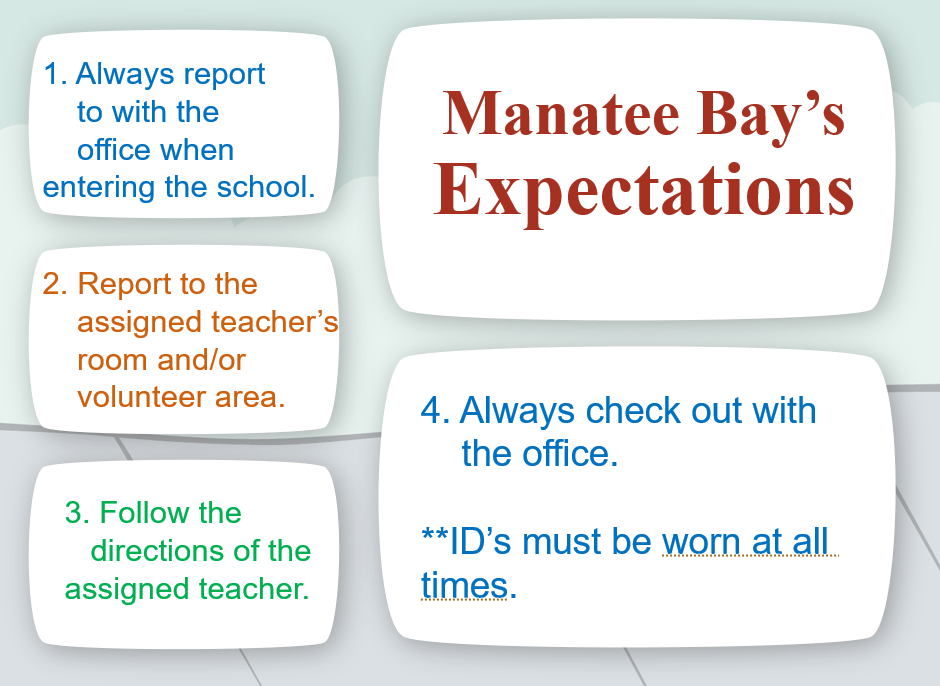 Manatee Bay's
Expectations
1. Always report
to with the
office when
entering the school.
2. Report to the
assigned teacher's
room and/or
volunteer area.
3. Follow the
directions of the
assigned teacher.
4. Always check out with
the office.
**ID's must be worn at all
times.